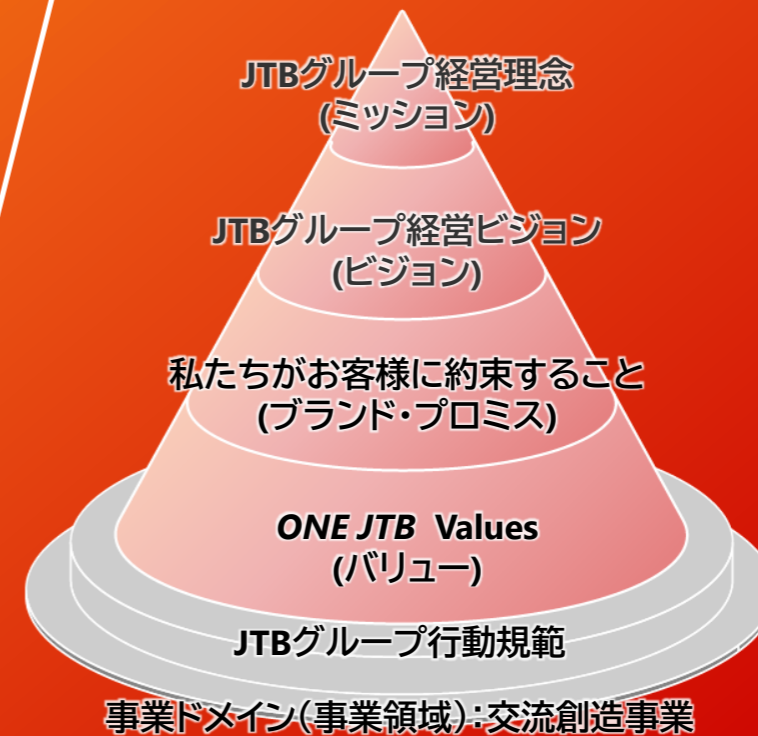 JTBグループ経営理念
(ミッション)
JTBグループ経営ビジョン
(ビジョン)
私たちがお客様に約束すること
(ブランド・プロミス)
ONE JTB Values
(バリュー)
JTBグループ行動規範
事業ドメイン(事業領域):交流創造事業